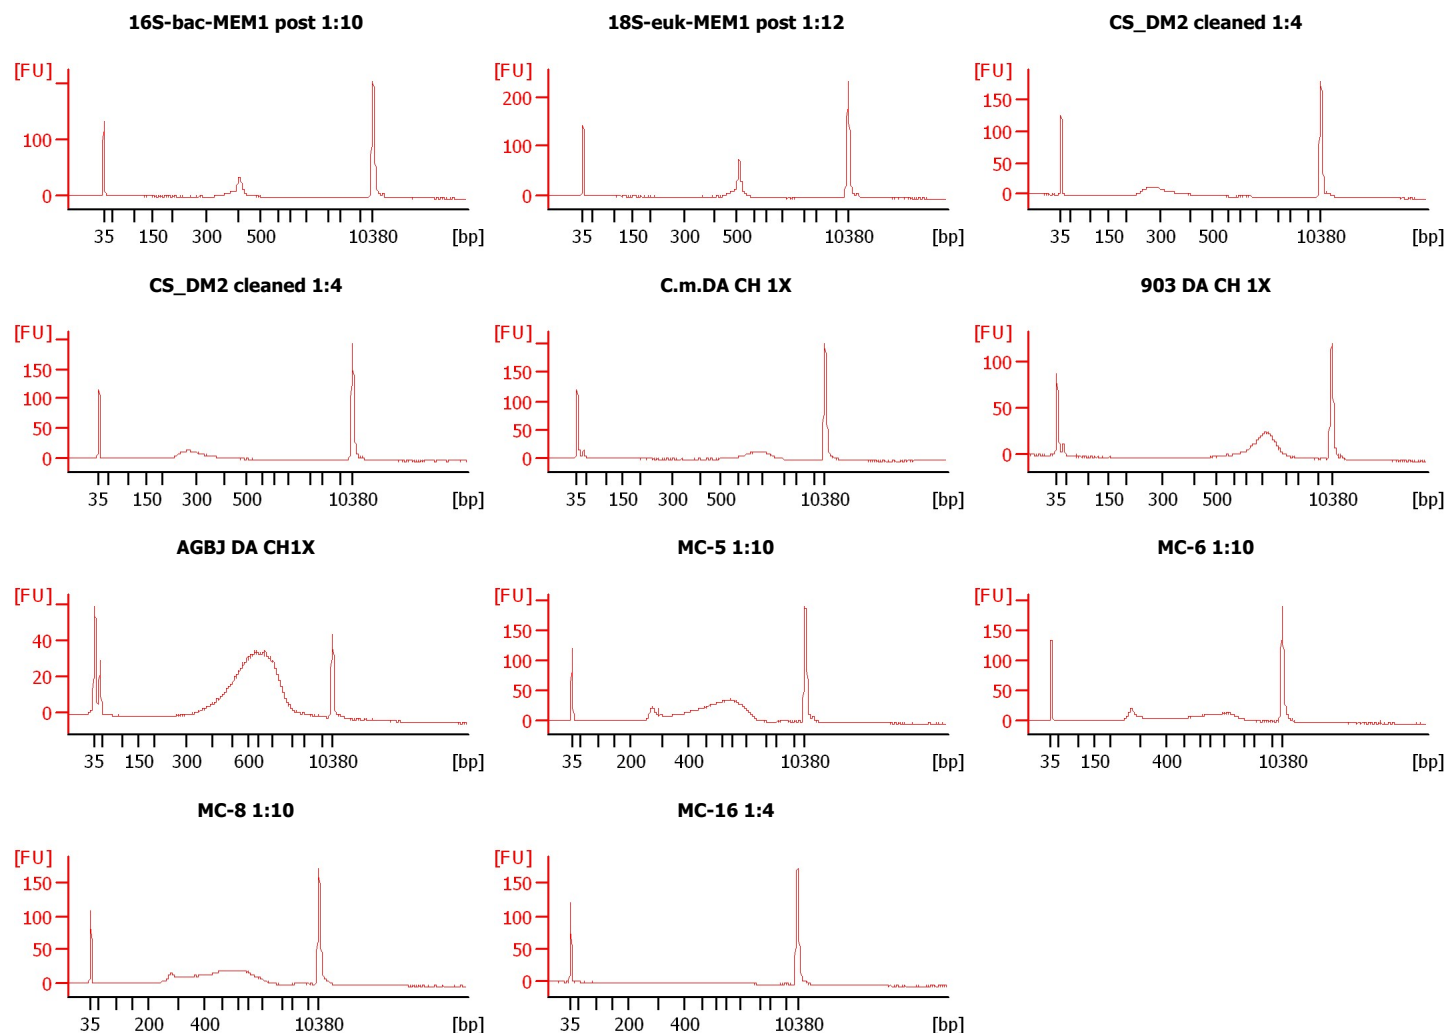 16S-bac-MEM1 post 1:10
[FU]
100
0
35 150 300 500 10380 [bp]
18S-euk-MEM1 post 1:12
[FU]
200
100
0
35 150 300 500 10380 [bp]
CS_DM2 cleaned 1:4
[FU]
150
100
50
0
35 150 300 500 10380 [bp]
CS_DM2 cleaned 1:4
[FU]
150
100
50
0
35 150 300 500 10380 [bp]
C.m.DA CH 1X
[FU]
150
100
50
0
35 150 300 500 10380 [bp]
903 DA CH 1X
[FU]
100
50
0
35 150 300 500 10380 [bp]
AGBJ DA CH1X
[FU]
40
20
0
35 150 300 600 10380 [bp]
MC-5 1:10
[FU]
150
100
50
0
35 200 400 10380 [bp]
MC-6 1:10
[FU]
150
100
50
0
35 150 400 10380 [bp]
MC-8 1:10
[FU]
150
100
50
0
35 200 400 10380 [bp]
MC-16 1:4
[FU]
150
100
50
0
35 200 400 10380 [bp]